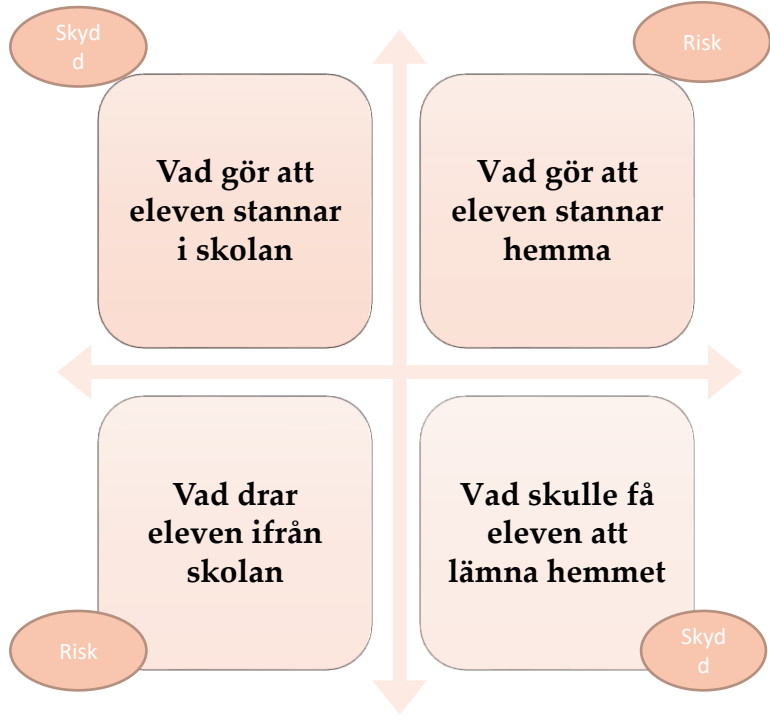 Skyd
d
Risk
Vad gör att
eleven stannar
i skolan
Vad gör att
eleven stannar
hemma
Vad drar
eleven ifrån
skolan
Vad skulle få
eleven att
lämna hemmet
Risk
Skyd
d